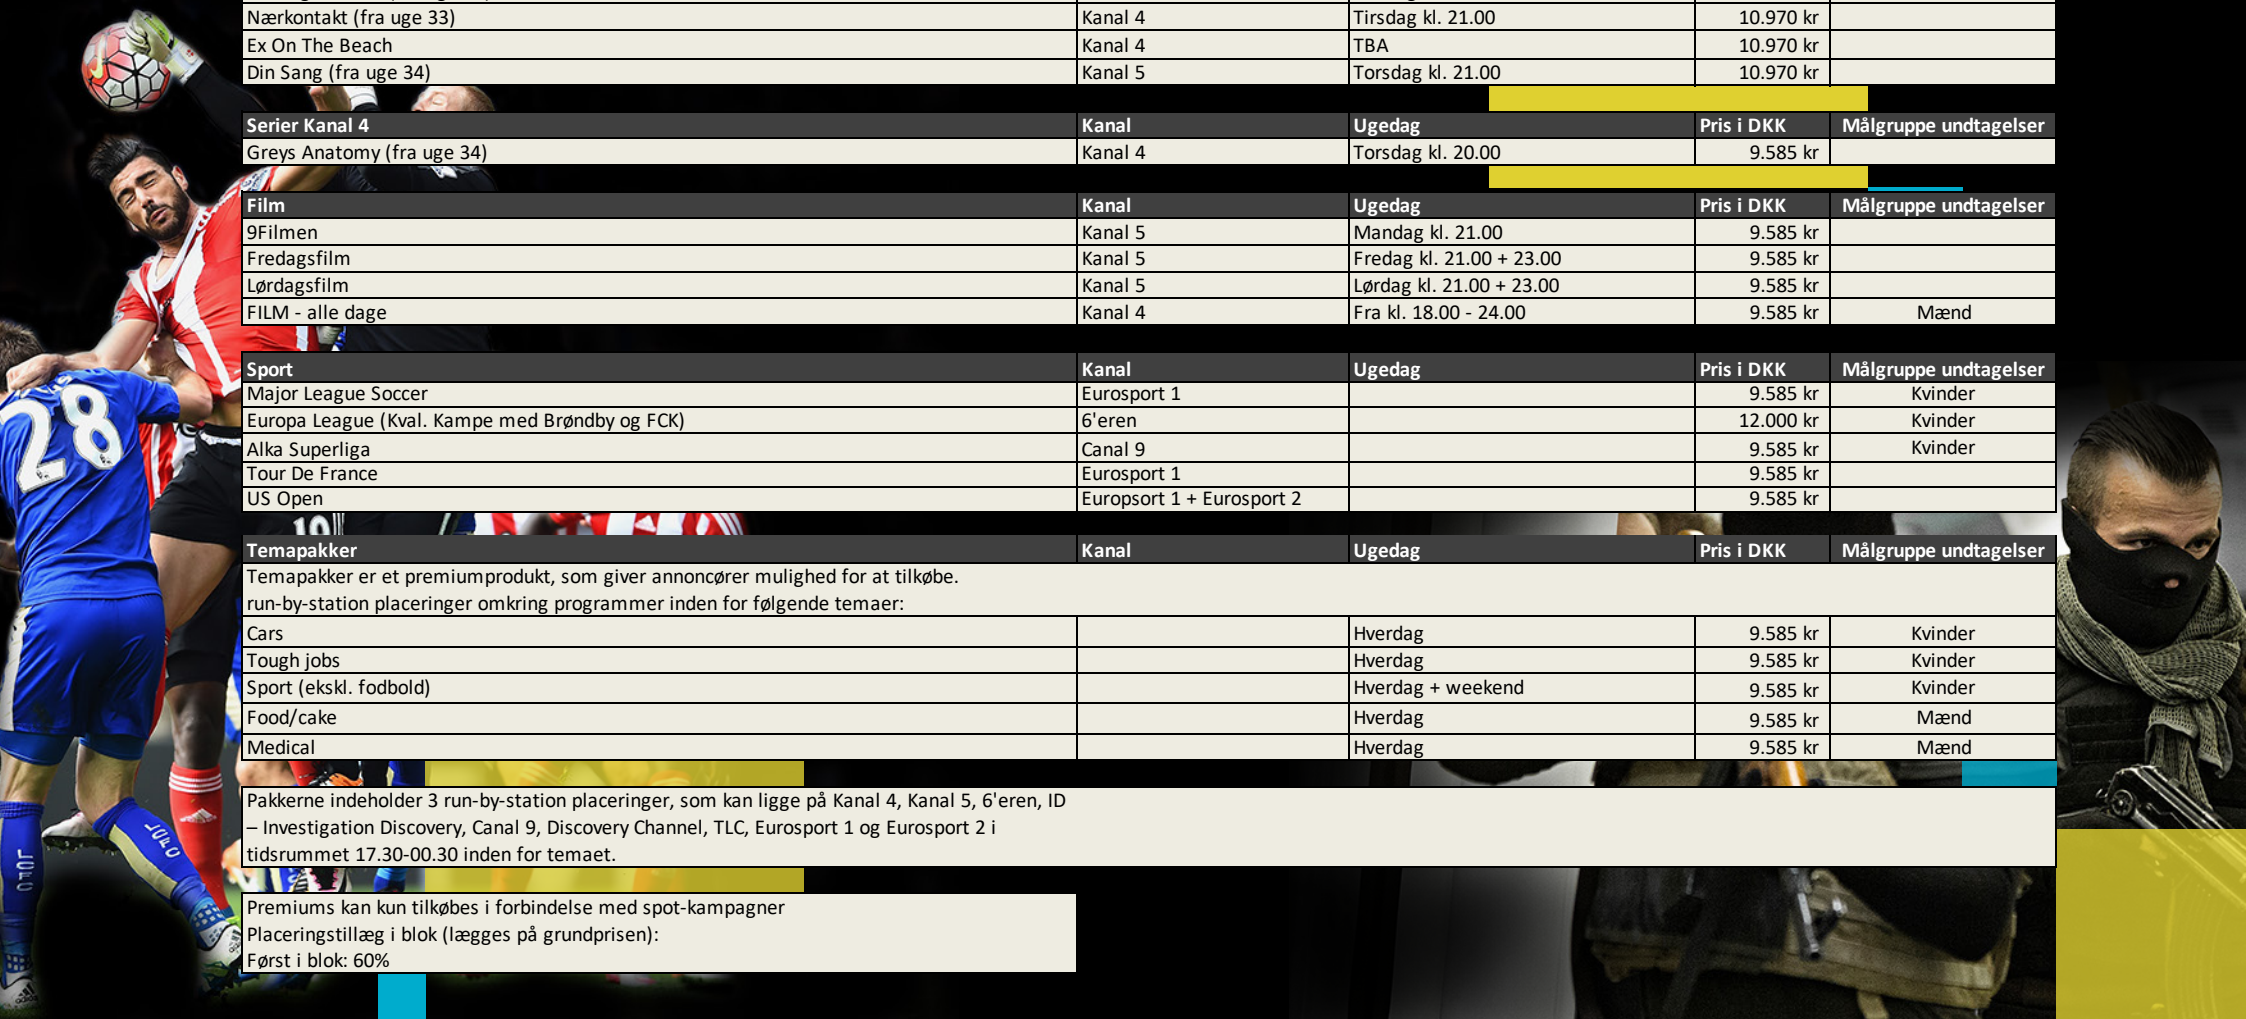 Nærkontakt (fra uge 33) Kanal 4 Tirsdag kl. 21.00 10.970 kr
Ex On The Beach Kanal 4 TBA 10.970 kr
Din Sang (fra uge 34) Kanal 5 Torsdag kl. 21.00 10.970 kr
Serier Kanal 4 Kanal Ugedag Pris i DKK Målgruppe undtagelser
Greys Anatomy (fra uge 34) Kanal 4 Torsdag kl. 20.00 9.585 kr
Film Kanal Ugedag Pris i DKK Målgruppe undtagelser
9Filmen Kanal 5 Mandag kl. 21.00 9.585 kr
Fredagsfilm Kanal 5 Fredag kl. 21.00 + 23.00 9.585 kr
Lørdagsfilm Kanal 5 Lørdag kl. 21.00 + 23.00 9.585 kr
FILM - alle dage Kanal 4 Fra kl. 18.00 - 24.00 9.585 kr Mænd
Sport Kanal Ugedag Pris i DKK Målgruppe undtagelser
Major League Soccer Eurosport 1 9.585 kr Kvinder
Europa League (Kval. Kampe med Brøndby og FCK) 6'eren 12.000 kr Kvinder
Alka Superliga Canal 9 9.585 kr Kvinder
Tour De France Eurosport 1 9.585 kr
US Open Europsort 1 + Eurosport 2 9.585 kr
Temapakker Kanal Ugedag Pris i DKK Målgruppe undtagelser
Temapakker er et premiumprodukt, som giver annoncører mulighed for at tilkøbe.
run-by-station placeringer omkring programmer inden for følgende temaer:
Cars Hverdag 9.585 kr Kvinder
Tough jobs Hverdag 9.585 kr Kvinder
Sport (ekskl. fodbold) Hverdag + weekend 9.585 kr Kvinder
Food/cake Hverdag 9.585 kr Mænd
Medical Hverdag 9.585 kr Mænd
Pakkerne indeholder 3 run-by-station placeringer, som kan ligge på Kanal 4, Kanal 5, 6'eren, ID
– Investigation Discovery, Canal 9, Discovery Channel, TLC, Eurosport 1 og Eurosport 2 i
tidsrummet 17.30-00.30 inden for temaet.
Premiums kan kun tilkøbes i forbindelse med spot-kampagner
Placeringstillæg i blok (lægges på grundprisen):
Først i blok: 60%
28
19
LCFC
LCFC
adidas